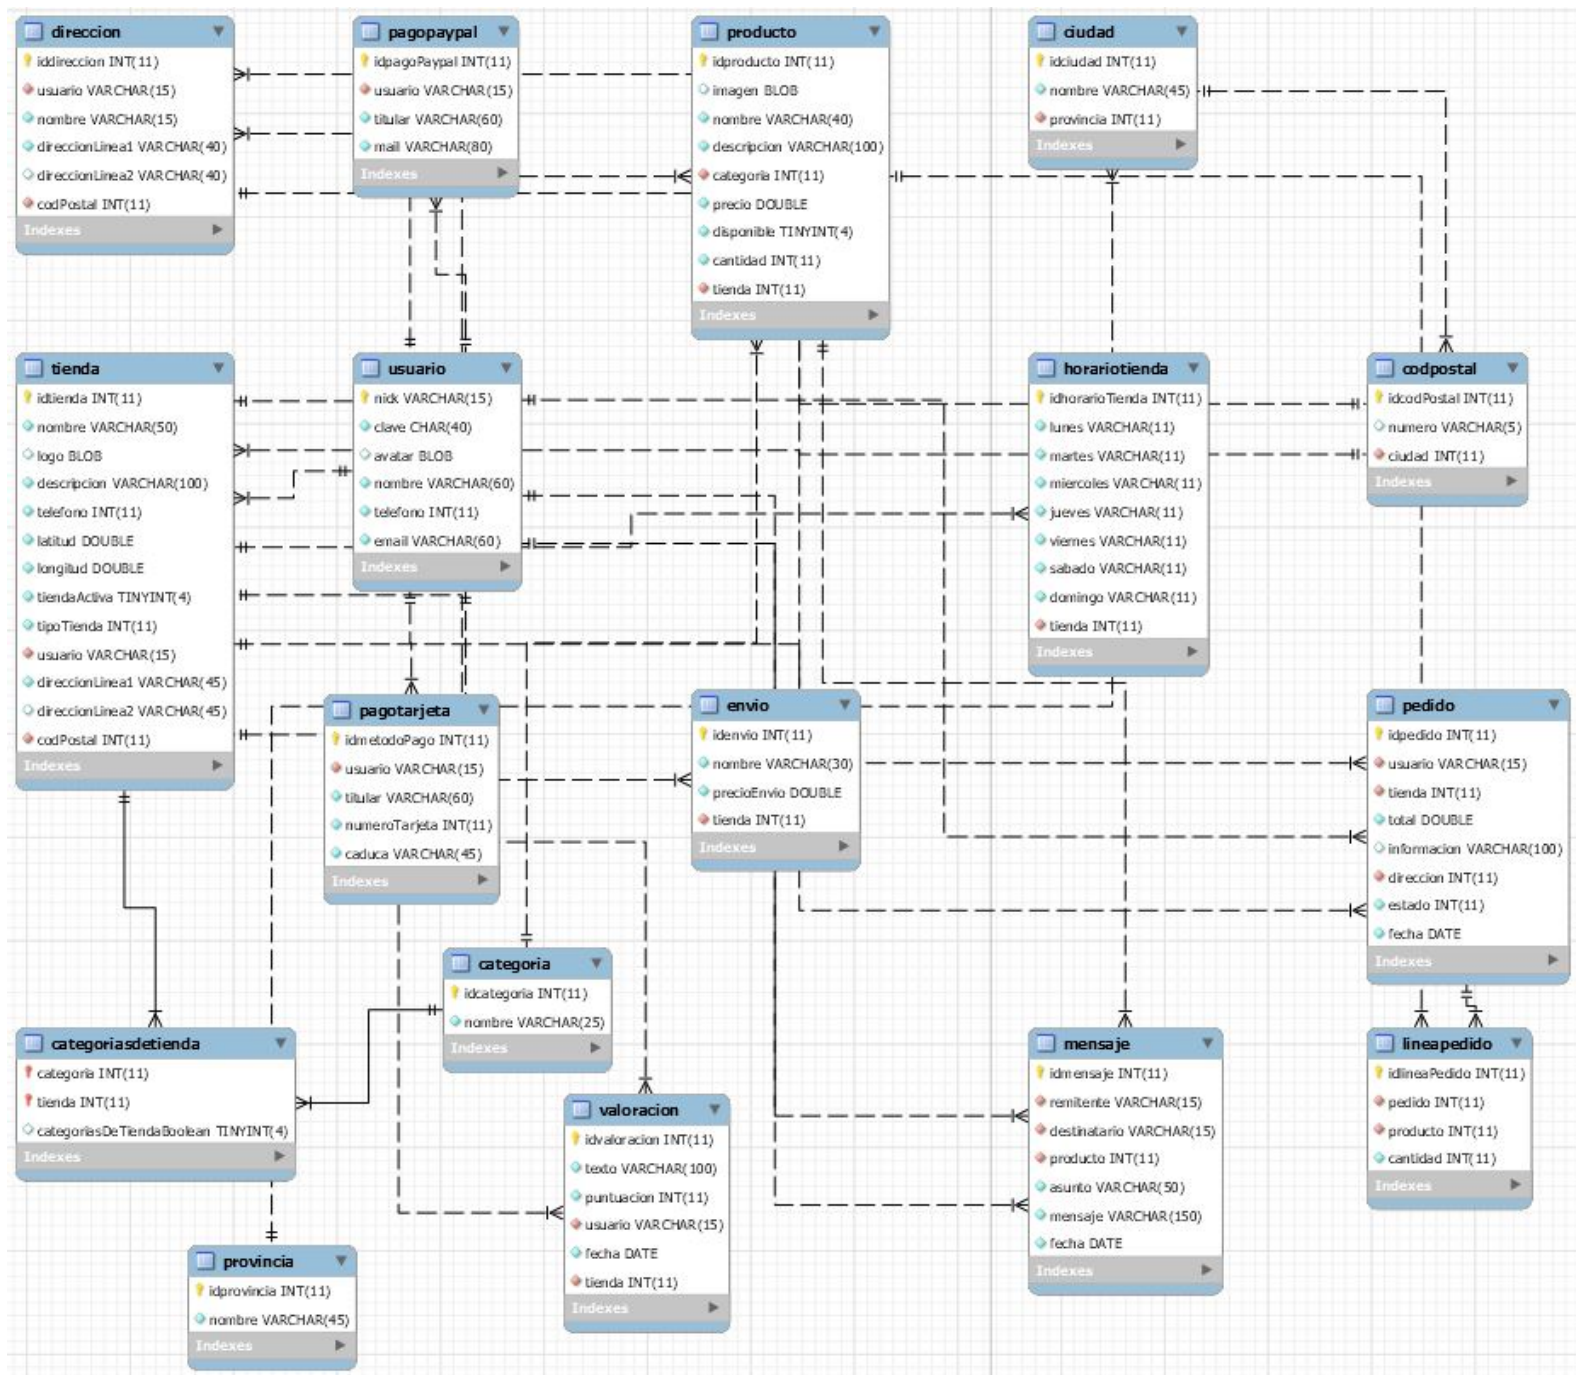 direccion
iddireccion INT(11)
usuario VARCHAR(15)
nombre VARCHAR(15)
direccionLinea1 VARCHAR(40)
direccionLinea2 VARCHAR(40)
codPostal INT(11)
Indexes
pagopaypal
idpagoPaypal INT(11)
usuario VARCHAR(15)
titular VARCHAR(60)
mail VARCHAR(80)
Indexes
producto
idproducto INT(11)
imagen BLOB
nombre VARCHAR(40)
descripcion VARCHAR(100)
categoria INT(11)
precio DOUBLE
disponible TINYINT(4)
cantidad INT(11)
tienda INT(11)
Indexes
ciudad
idciudad INT(11)
nombre VARCHAR(45)
provincia INT(11)
Indexes
tienda
idtienda INT(11)
nombre VARCHAR(50)
logo BLOB
descripcion VARCHAR(100)
telefono INT(11)
latitud DOUBLE
longitud DOUBLE
tiendaActiva TINYINT(4)
tipoTienda INT(11)
usuario VARCHAR(15)
direccionLinea1 VARCHAR(45)
direccionLinea2 VARCHAR(45)
codPostal INT(11)
Indexes
usuario
nick VARCHAR(15)
clave CHAR(40)
avatar BLOB
nombre VARCHAR(60)
telefono INT(11)
email VARCHAR(60)
Indexes
horariotienda
idhorarioTienda INT(11)
lunes VARCHAR(11)
martes VARCHAR(11)
miercoles VARCHAR(11)
jueves VARCHAR(11)
viernes VARCHAR(11)
sabado VARCHAR(11)
domingo VARCHAR(11)
tienda INT(11)
Indexes
codpostal
idcodPostal INT(11)
numero VARCHAR(5)
ciudad INT(11)
Indexes
pagotarjeta
idmetodoPago INT(11)
usuario VARCHAR(15)
titular VARCHAR(60)
numeroTarjeta INT(11)
caduca VARCHAR(45)
Indexes
envio
idenvio INT(11)
nombre VARCHAR(30)
precioEnvio DOUBLE
tienda INT(11)
Indexes
pedido
idpedido INT(11)
usuario VARCHAR(15)
tienda INT(11)
total DOUBLE
informacion VARCHAR(100)
direccion INT(11)
estado INT(11)
fecha DATE
Indexes
categoria
idcategoria INT(11)
nombre VARCHAR(25)
Indexes
categoriasdetienda
categoria INT(11)
tienda INT(11)
categoriasDeTiendaBoolean TINYINT(4)
Indexes
valoracion
idvaloracion INT(11)
texto VARCHAR(100)
puntuacion INT(11)
usuario VARCHAR(15)
fecha DATE
tienda INT(11)
Indexes
mensaje
idmensaje INT(11)
remitente VARCHAR(15)
destinatario VARCHAR(15)
producto INT(11)
asunto VARCHAR(50)
mensaje VARCHAR(150)
fecha DATE
Indexes
lineapedido
idlineaPedido INT(11)
pedido INT(11)
producto INT(11)
cantidad INT(11)
Indexes
provincia
idprovincia INT(11)
nombre VARCHAR(45)
Indexes